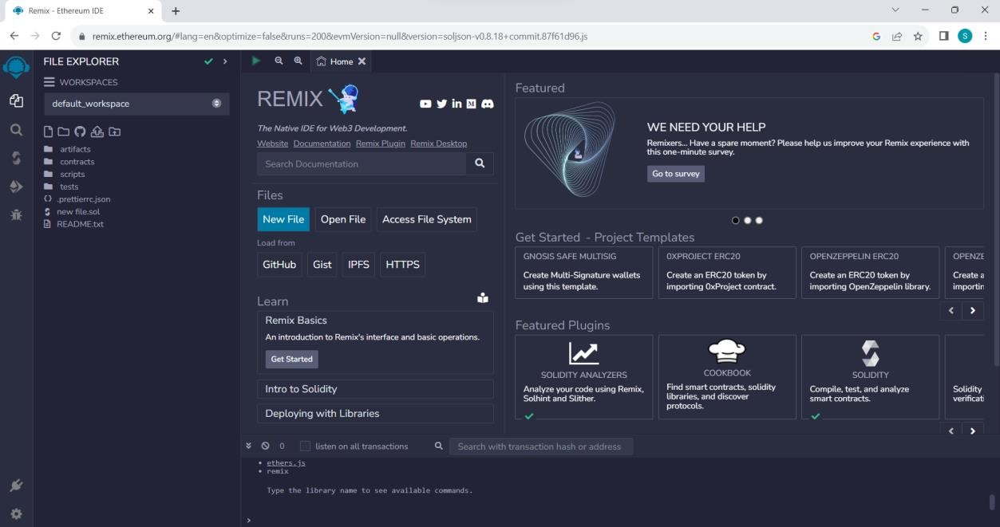 Remix - Ethereum IDE
remix.ethereum.org/#lang=en&optimize=false&runs=200&evmVersion=null&version=soljson-v0.8.18+commit.87f61d96.js
G
S
FILE EXPLORER
WORKSPACES
default_workspace
artifacts
contracts
scripts
tests
.prettierrc.json
new file.sol
README.txt
Home
REMIX
The Native IDE for Web3 Development.
Website Documentation Remix Plugin Remix Desktop
Search Documentation
Files
New File Open File Access File System
Load from
GitHub Gist IPFS HTTPS
Learn
Remix Basics
An introduction to Remix's interface and basic operations.
Get Started
Intro to Solidity
Deploying with Libraries
Featured
WE NEED YOUR HELP
Remixers... Have a spare moment? Please help us improve your Remix experience with
this one-minute survey.
Go to survey
Get Started - Project Templates
GNOSIS SAFE MULTISIG
Create Multi-Signature wallets
using this template.
0XPROJECT ERC20
Create an ERC20 token by
importing 0xProject contract.
OPENZEPPELIN ERC20
Create an ERC20 token by
importing OpenZeppelin library.
OPENZE
Create a
importin
Featured Plugins
SOLIDITY ANALYZERS
Analyze your code using Remix,
Solhint and Slither.
COOKBOOK
Find smart contracts, solidity
libraries, and discover
protocols.
SOLIDITY
Compile, test, and analyze
smart contracts.
Solidity
verificati
0 listen on all transactions Search with transaction hash or address
• ethers.js
• remix
Type the library name to see available commands.
>